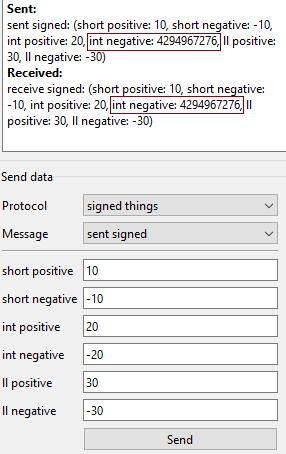 Sent:
sent signed: (short positive: 10, short negative: -10,
int positive: 20, int negative: 4294967276, ll positive:
30, ll negative: -30)
Received:
receive signed: (short positive: 10, short negative:
-10, int positive: 20, int negative: 4294967276, ll
positive: 30, ll negative: -30)
Send data
Protocol signed things
Message sent signed
short positive 10
short negative -10
int positive 20
int negative -20
ll positive 30
ll negative -30
Send